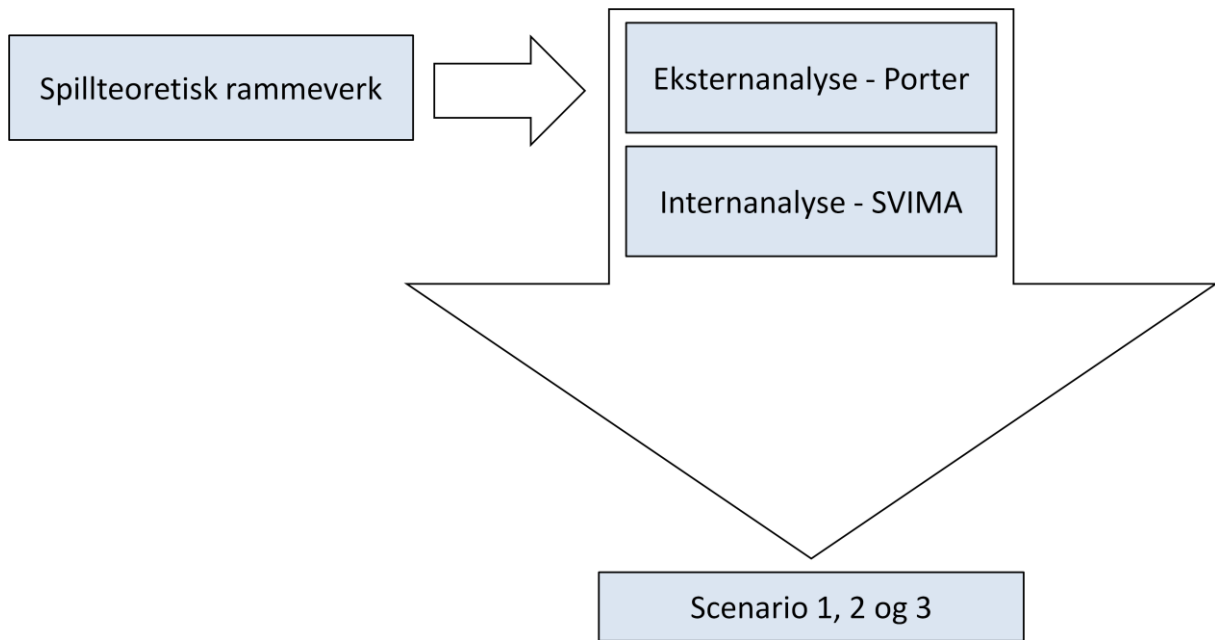 Spillteoretisk rammeverk
Eksternanalyse - Porter
Internanalyse - SVIMA
Scenario 1, 2 og 3